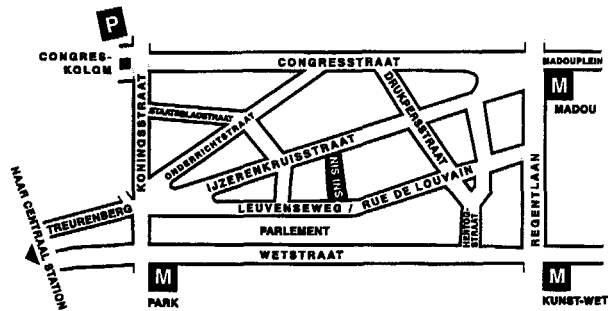 P
CONGRES-
KOLOM
CONGRESSTRAAT
MADOUPLEIN
M
MADOU
KONINGSSTRAAT
STAATSBLADSTRAAT
ONDERRICHTSTRAAT
DRUKPERSSTRAAT
IJZERENKRUISSTRAAT
NIS INS
REGENTLAAN
NAAR CENTRAAL STATION
TREURENBERG
LEUVENSEWEG / RUE DE LOUVAIN
HERTOG-
STRAAT
PARLEMENT
WETSTRAAT
M
PARK
M
KUNST-WET